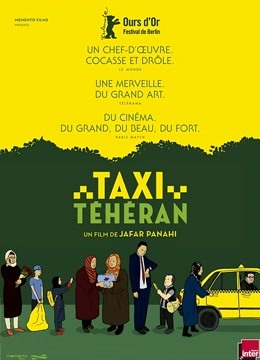 MEMENTO FILMS
Ours d'Or
Festival de Berlin
UN CHEF-D'ŒUVRE.
COCASSE ET DRÔLE.
LE MONDE
UNE MERVEILLE.
DU GRAND ART.
TÉLÉRAMA
DU CINÉMA.
DU GRAND, DU BEAU, DU FORT.
PARIS MATCH
TAXI
TÉHÉRAN
UN FILM DE JAFAR PANAHI
inter